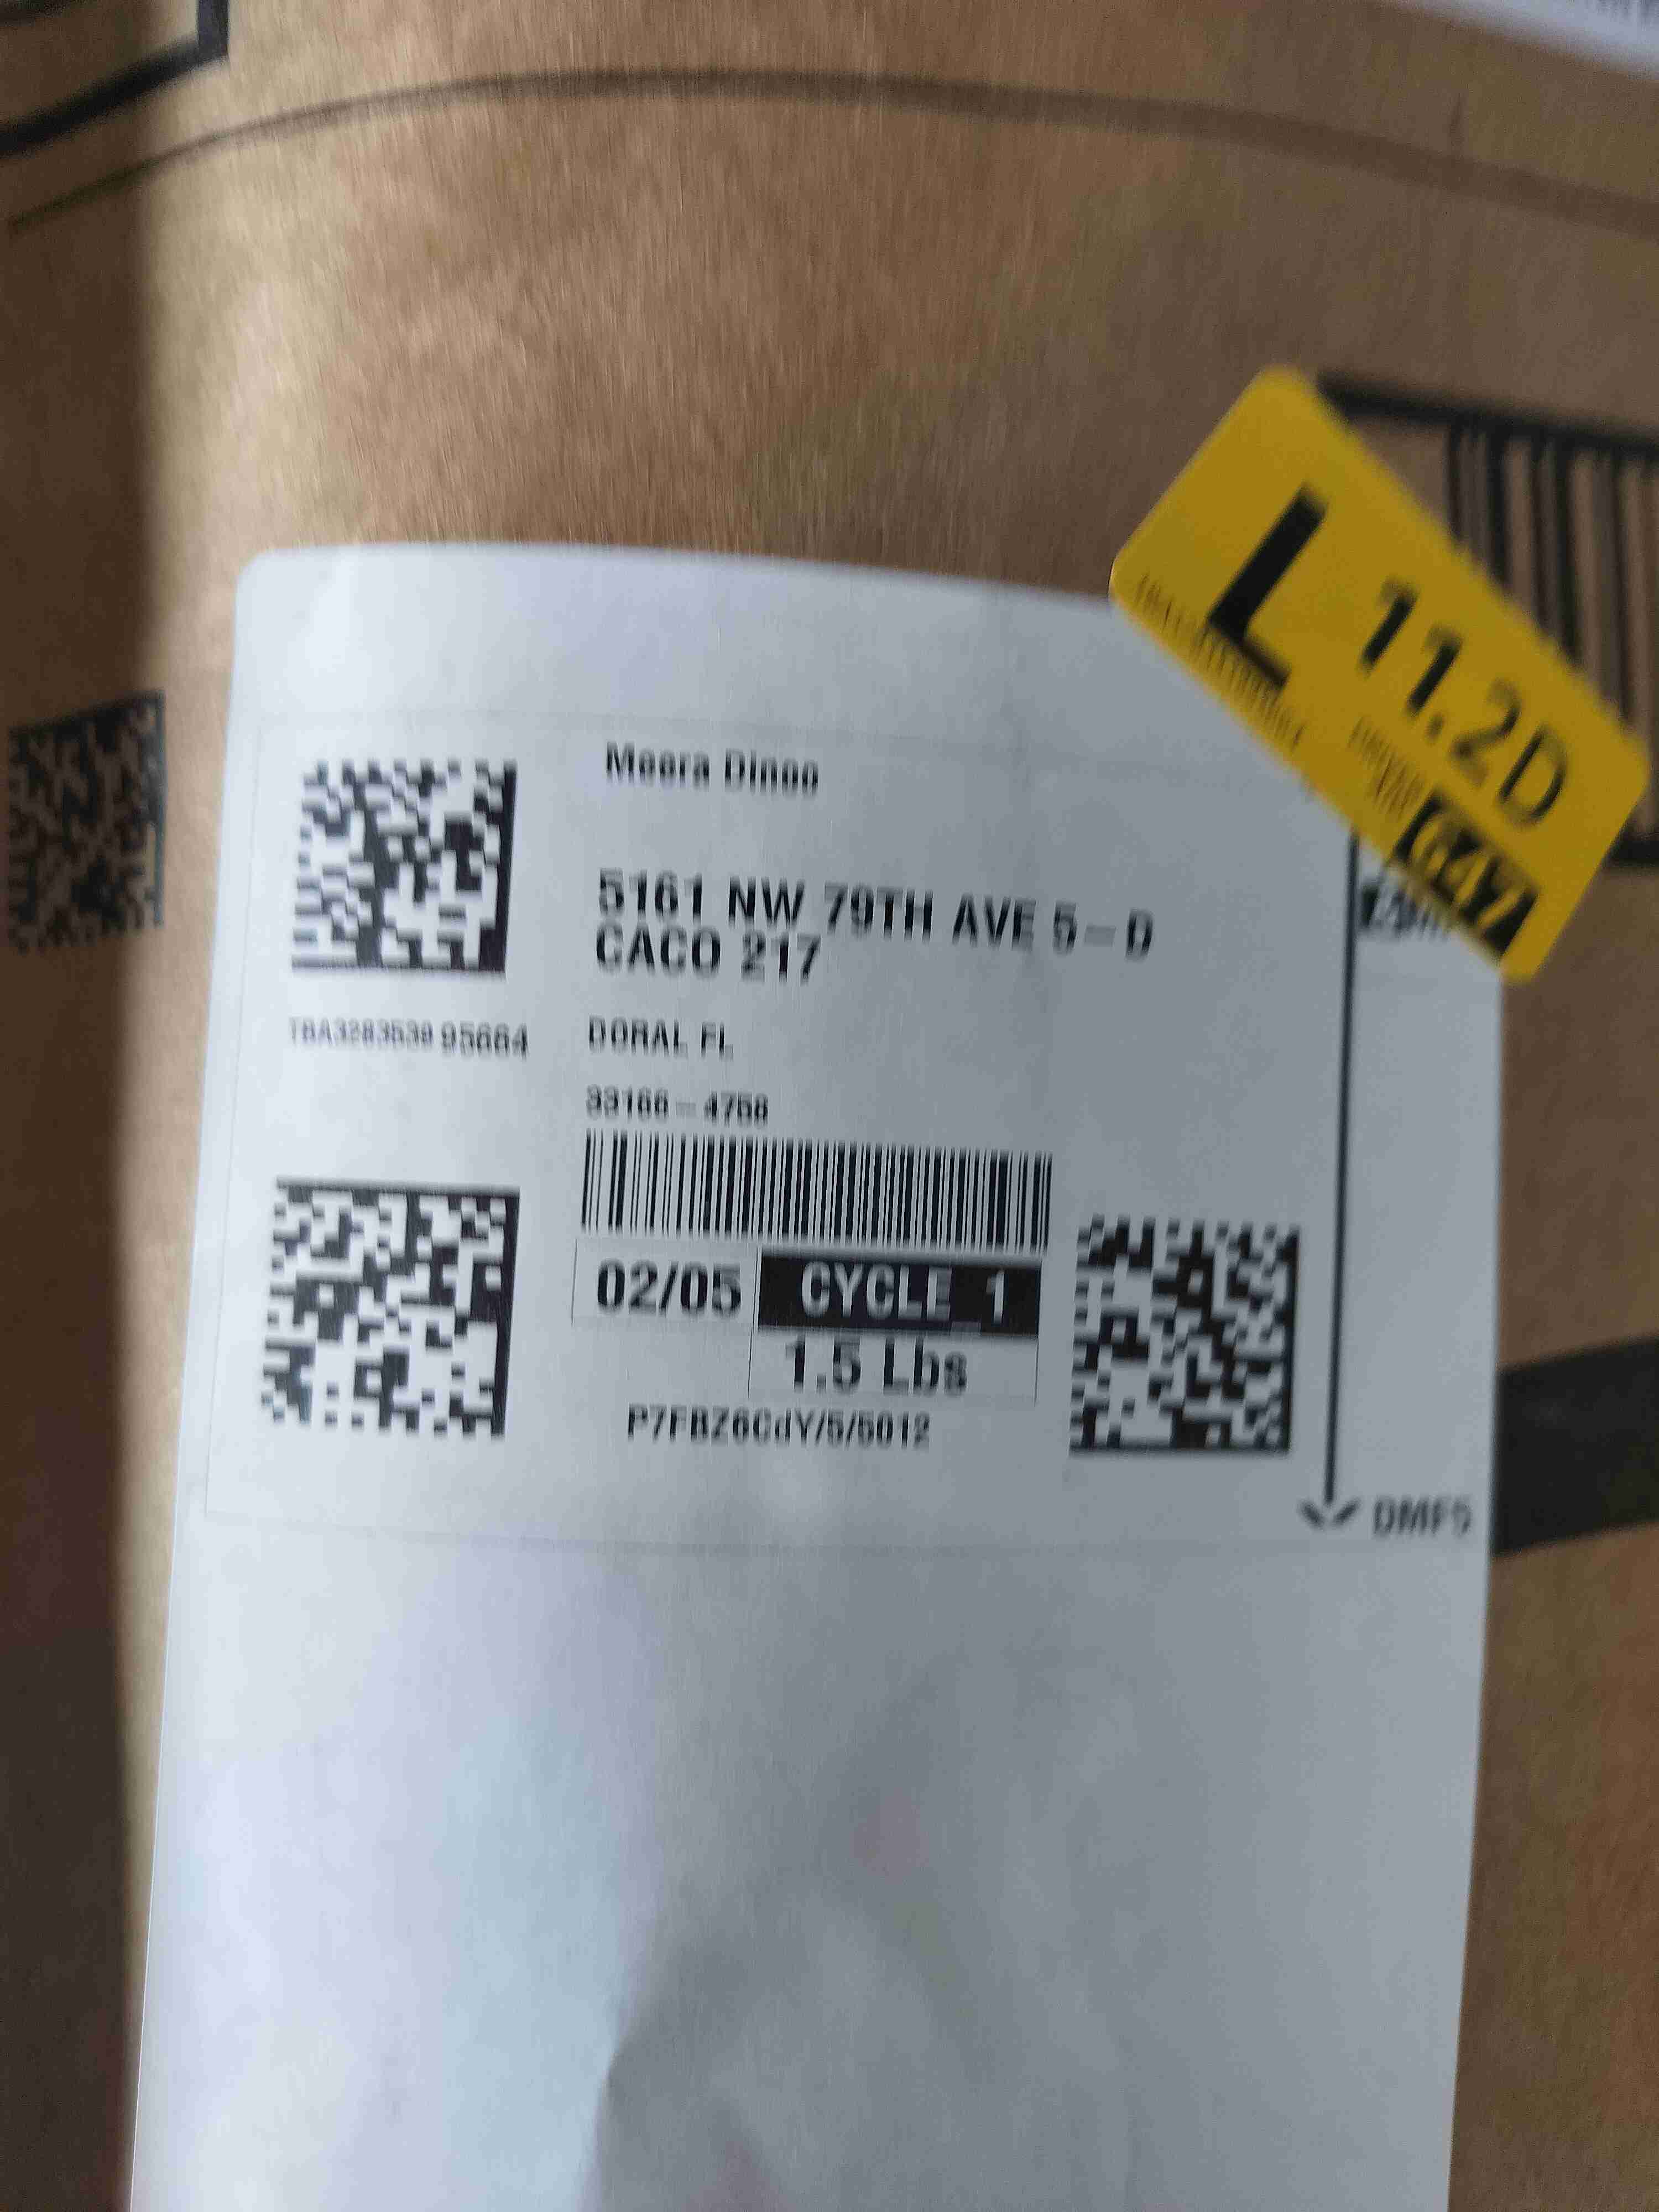 L 11.2D
Meera Dinoo
5161 NW 79TH AVE 5-D
CACO 217
TBA328353995664
DORAL FL
33166-4758
02/05 CYCLE_1
1.5 Lbs
P7FBZ6CdY/5/5012
DMF5